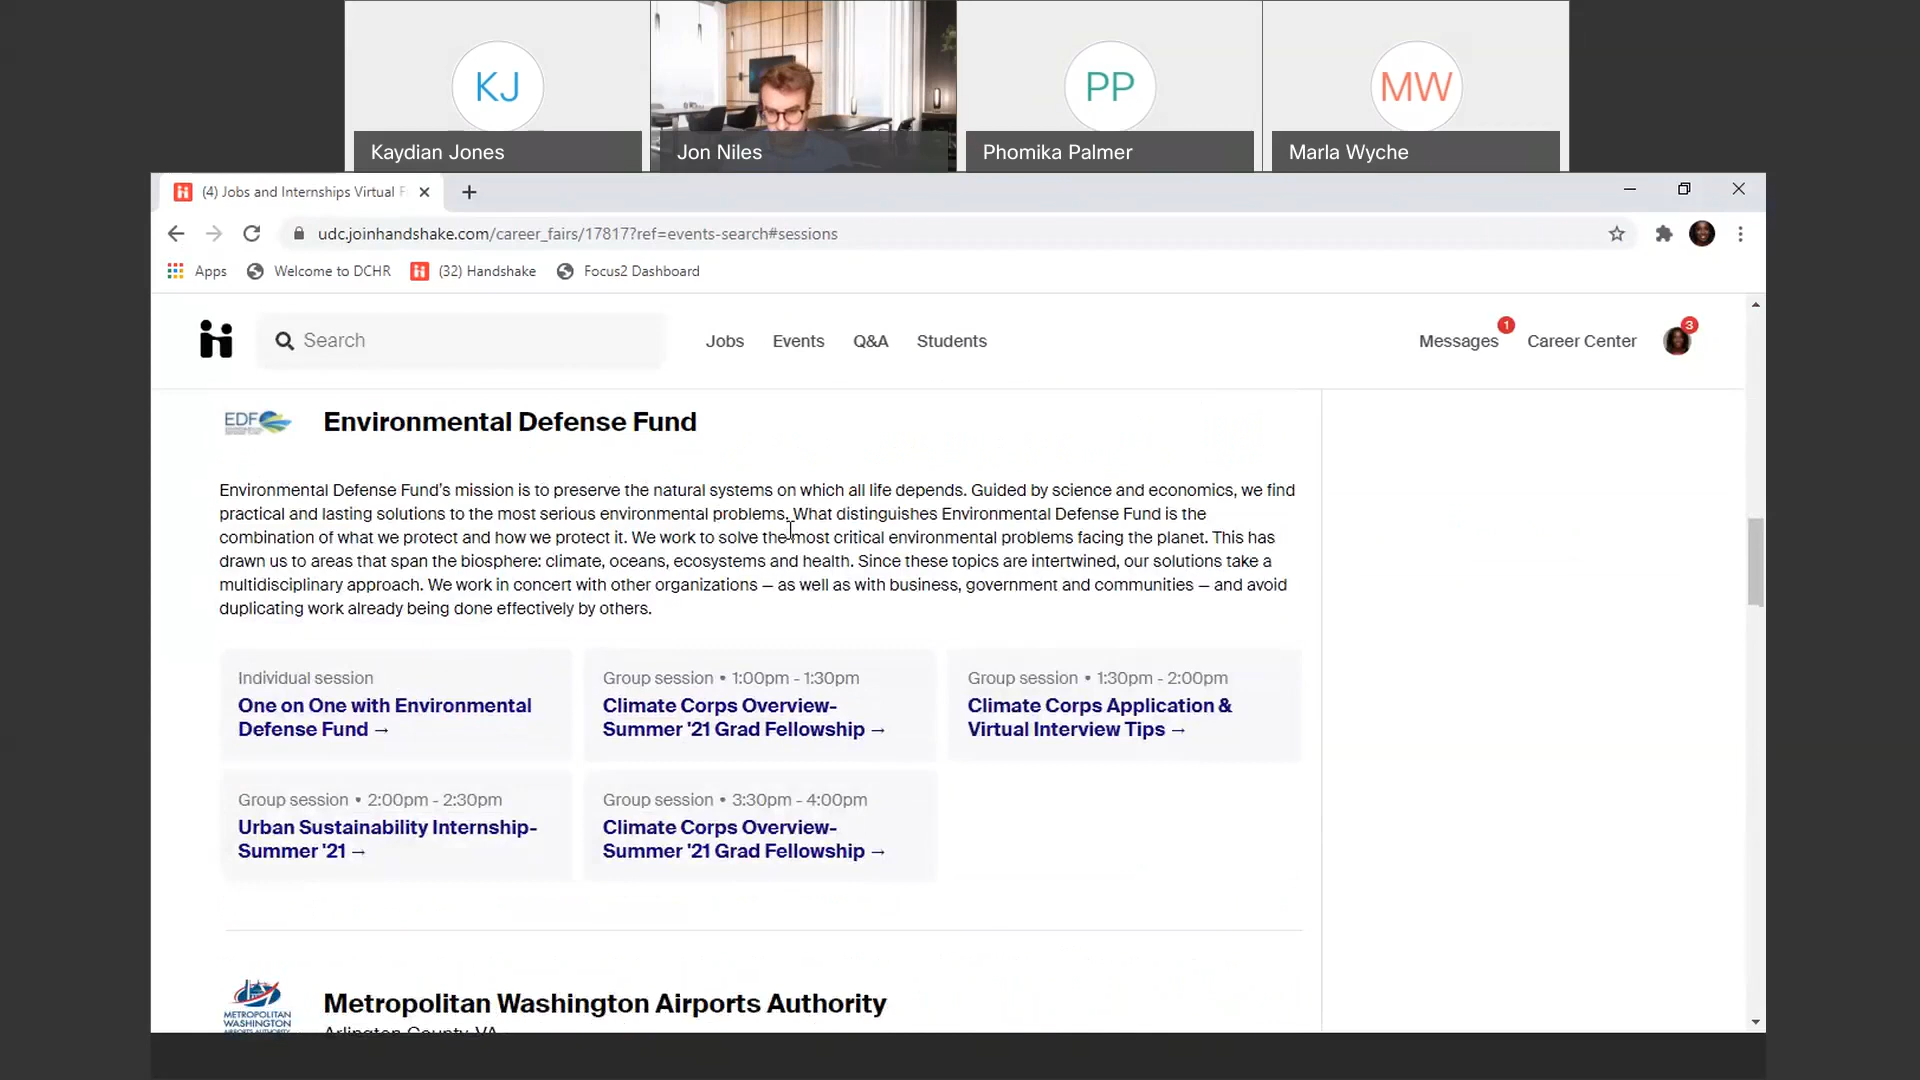 KJ
PP
MW
Kaydian Jones
Jon Niles
Phomika Palmer
Marla Wyche
(4) Jobs and Internships Virtual F
udc.joinhandshake.com/career_fairs/17817?ref=events-search#sessions
Apps
Welcome to DCHR
(32) Handshake
Focus2 Dashboard
Search
Jobs
Events
Q&A
Students
Messages
1
Career Center
3
EDF
Environmental Defense Fund
Environmental Defense Fund's mission is to preserve the natural systems on which all life depends. Guided by science and economics, we find
practical and lasting solutions to the most serious environmental problems. What distinguishes Environmental Defense Fund is the
combination of what we protect and how we protect it. We work to solve the most critical environmental problems facing the planet. This has
drawn us to areas that span the biosphere: climate, oceans, ecosystems and health. Since these topics are intertwined, our solutions take a
multidisciplinary approach. We work in concert with other organizations — as well as with business, government and communities — and avoid
duplicating work already being done effectively by others.
Individual session
One on One with Environmental
Defense Fund →
Group session • 1:00pm - 1:30pm
Climate Corps Overview-
Summer '21 Grad Fellowship →
Group session • 1:30pm - 2:00pm
Climate Corps Application &
Virtual Interview Tips →
Group session • 2:00pm - 2:30pm
Urban Sustainability Internship-
Summer '21 →
Group session • 3:30pm - 4:00pm
Climate Corps Overview-
Summer '21 Grad Fellowship →
METROPOLITAN
WASHINGTON
AIRPORTS AUTHORITY
Metropolitan Washington Airports Authority
Arlington County, VA